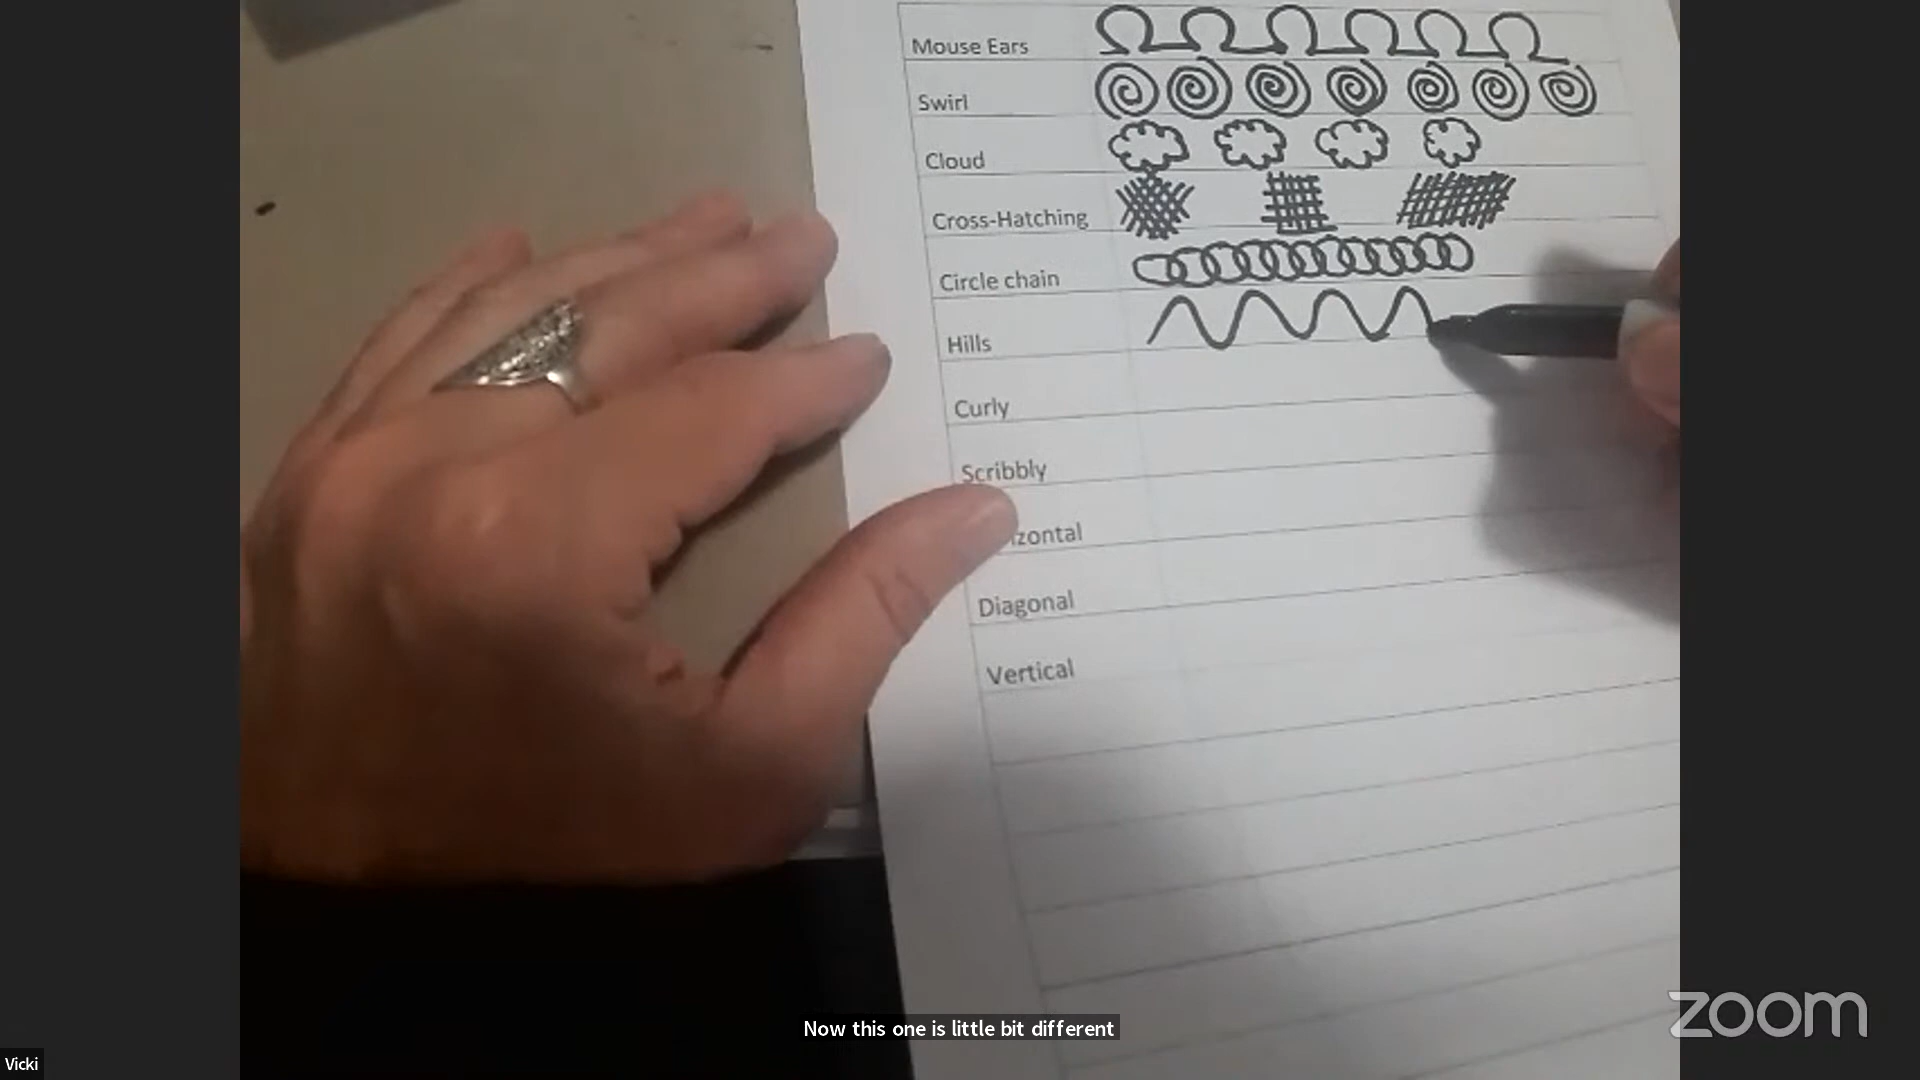 Mouse Ears
Swirl
Cloud
Cross-Hatching
Circle chain
Hills
Curly
Scribbly
zontal
Diagonal
Vertical
Now this one is little bit different
zoom
Vicki